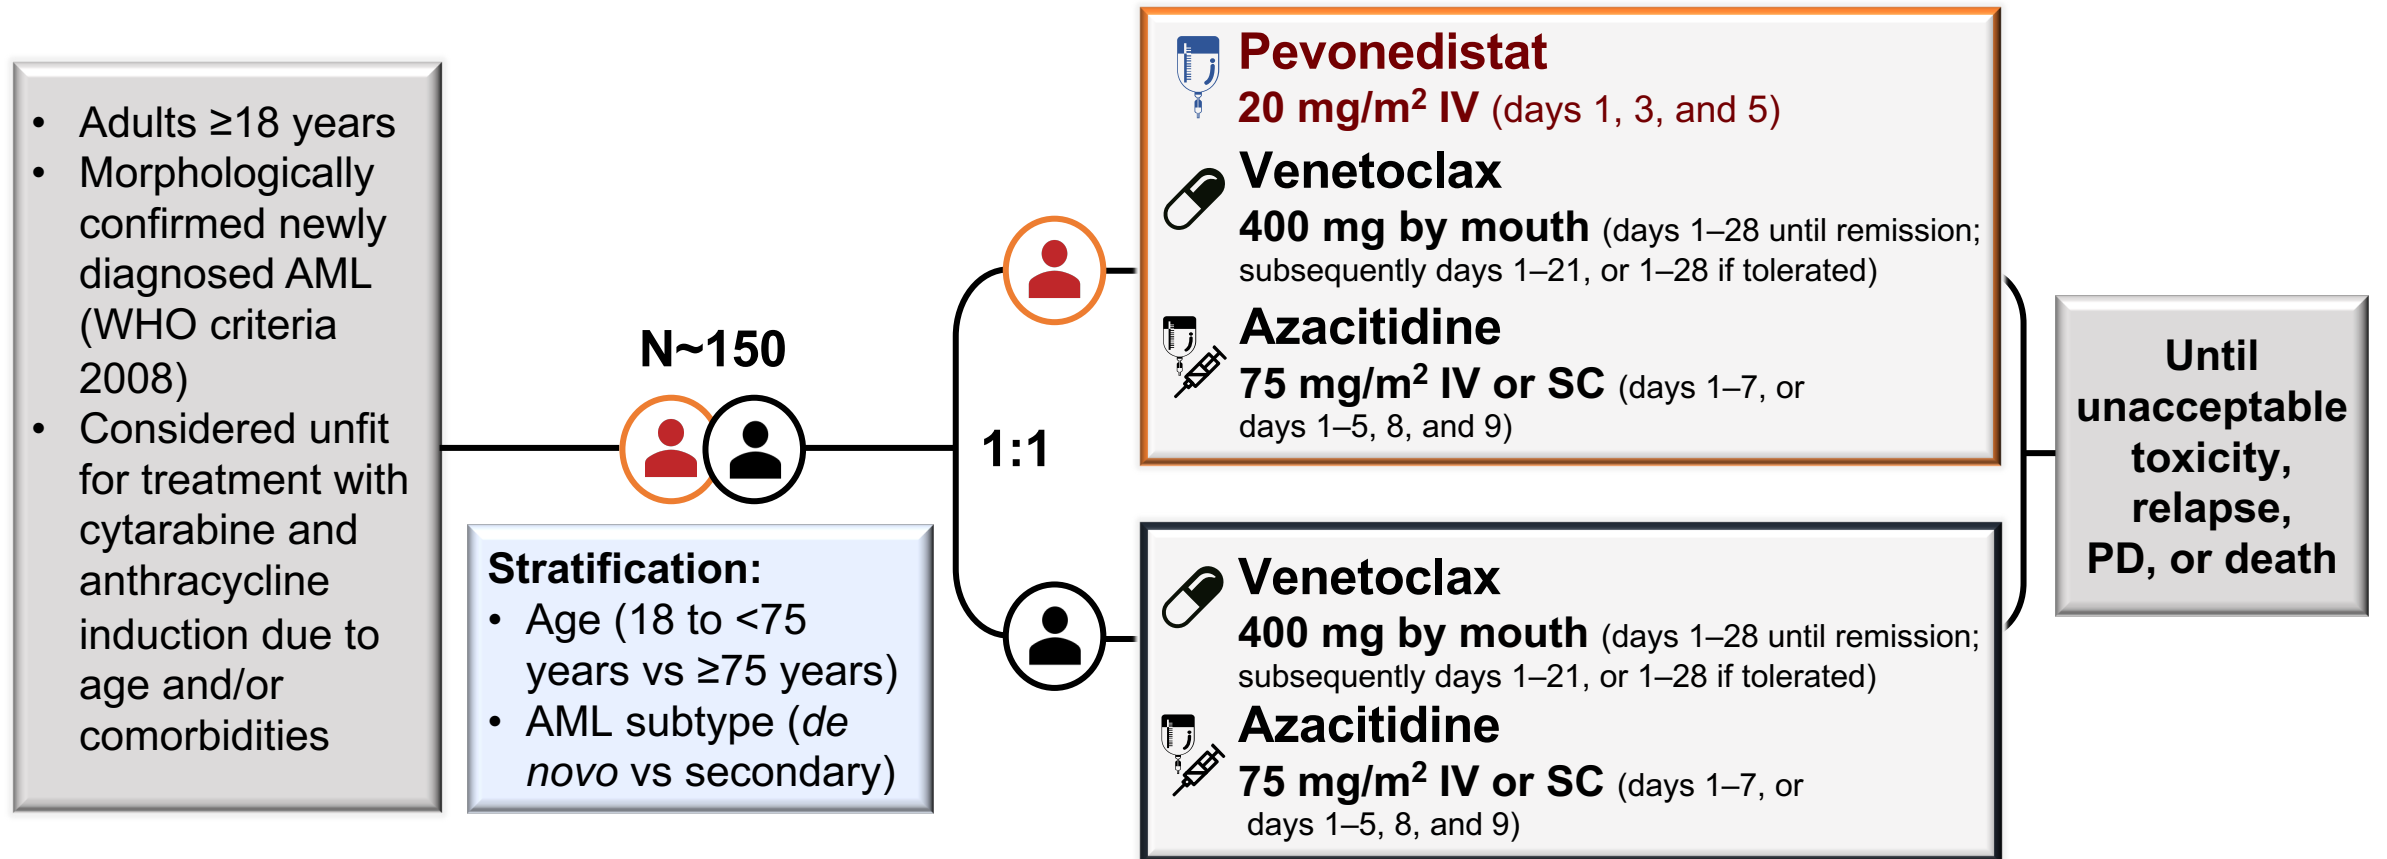 • Adults ≥18 years
• Morphologically
confirmed newly
diagnosed AML
(WHO criteria
2008)
• Considered unfit
for treatment with
cytarabine and
anthracycline
induction due to
age and/or
comorbidities
N~150
Stratification:
• Age (18 to <75
years vs ≥75 years)
• AML subtype (de
novo vs secondary)
1:1
Pevonedistat
20 mg/m² IV (days 1, 3, and 5)
Venetoclax
400 mg by mouth (days 1–28 until remission;
subsequently days 1–21, or 1–28 if tolerated)
Azacitidine
75 mg/m² IV or SC (days 1–7, or
days 1–5, 8, and 9)
Venetoclax
400 mg by mouth (days 1–28 until remission;
subsequently days 1–21, or 1–28 if tolerated)
Azacitidine
75 mg/m² IV or SC (days 1–7, or
days 1–5, 8, and 9)
Until
unacceptable
toxicity,
relapse,
PD, or death